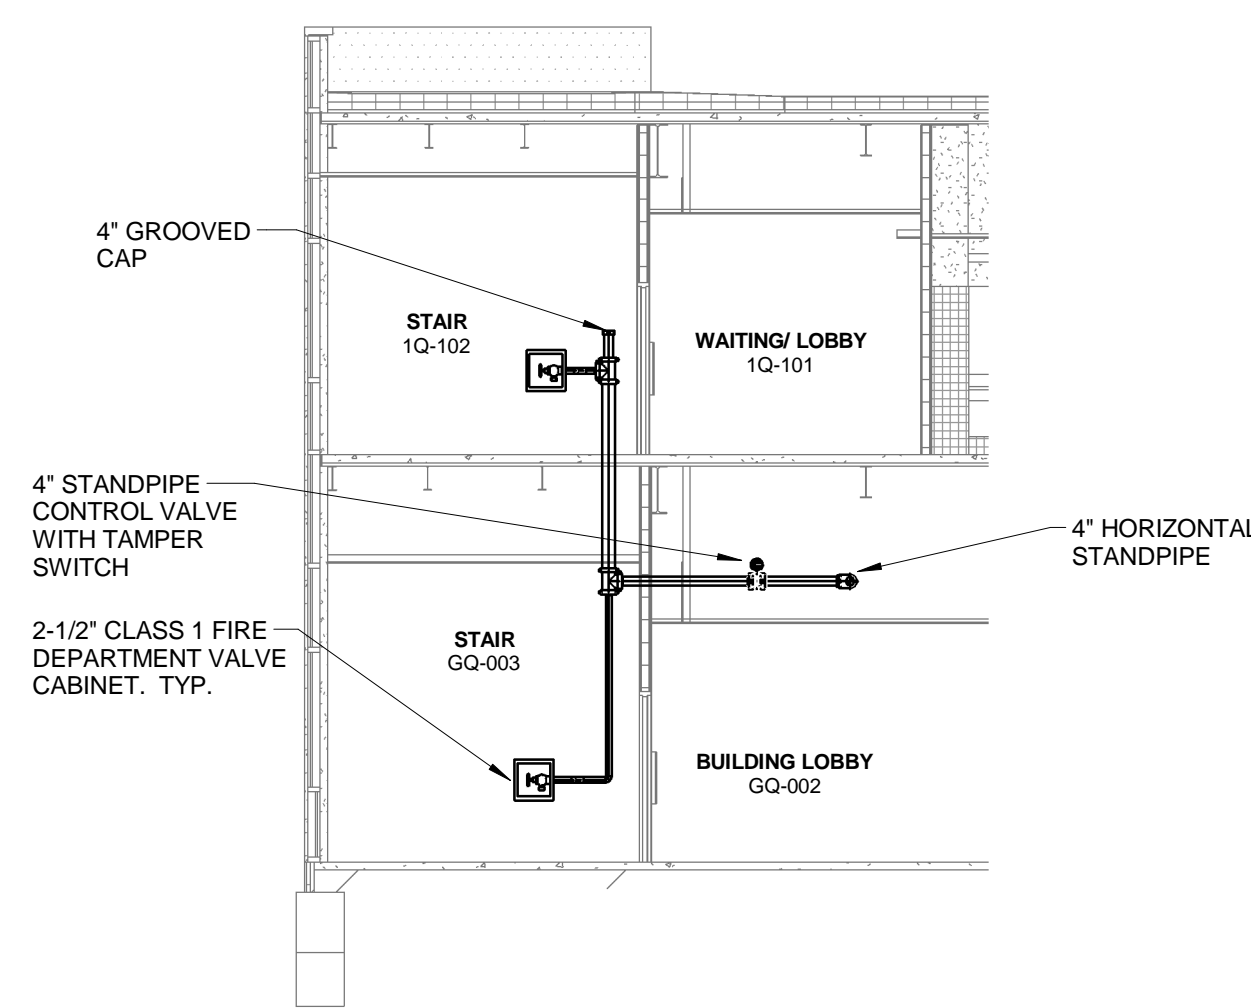 4" GROOVED
CAP
STAIR
1Q-102
WAITING/ LOBBY
1Q-101
4" STANDPIPE
CONTROL VALVE
WITH TAMPER
SWITCH
4" HORIZONTAL
STANDPIPE
2-1/2" CLASS 1 FIRE
DEPARTMENT VALVE
CABINET.  TYP.
STAIR
GQ-003
BUILDING LOBBY
GQ-002